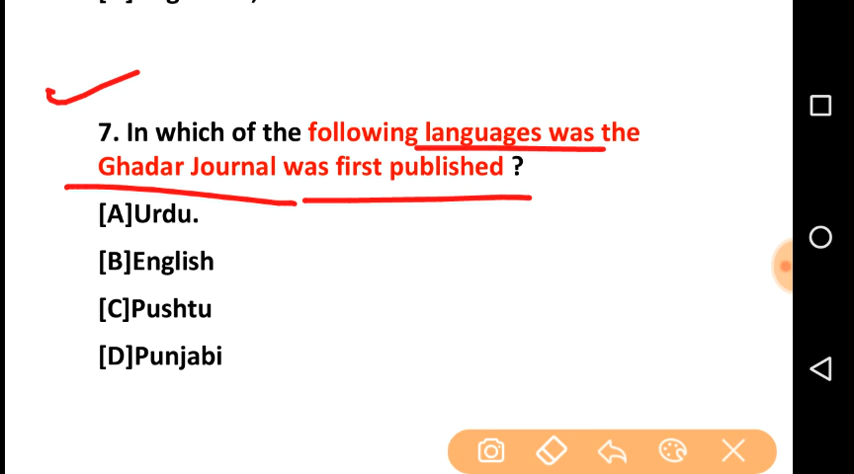 7. In which of the following languages was the
Ghadar Journal was first published ?
[A]Urdu.
[B]English
[C]Pushtu
[D]Punjabi